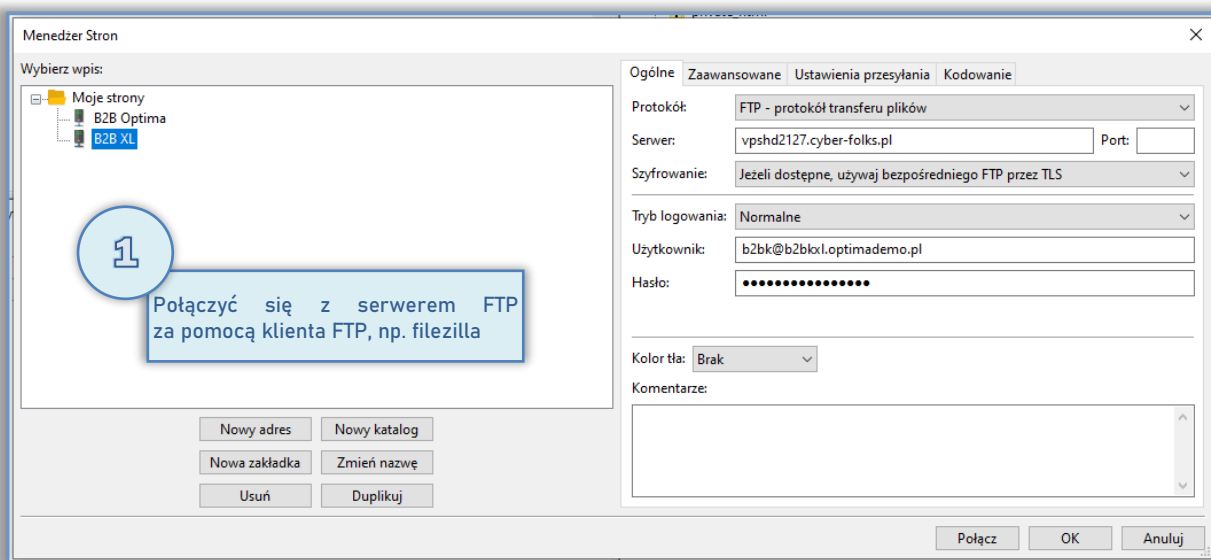 Menedżer Stron
Wybierz wpis:
Moje strony
B2B Optima
B2B XL
1
Połączyć się z serwerem FTP
za pomocą klienta FTP, np. filezilla
Nowy adres Nowy katalog
Nowa zakładka Zmień nazwę
Usuń Duplikuj
Ogólne Zaawansowane Ustawienia przesyłania Kodowanie
Protokół: FTP - protokół transferu plików
Serwer: vpshd2127.cyber-folks.pl Port:
Szyfrowanie: Jeżeli dostępne, używaj bezpośredniego FTP przez TLS
Tryb logowania: Normalne
Użytkownik: b2bk@b2bkxl.optimademo.pl
Hasło: ●●●●●●●●●●●●●●●●
Kolor tła: Brak
Komentarze:
Połącz OK Anuluj